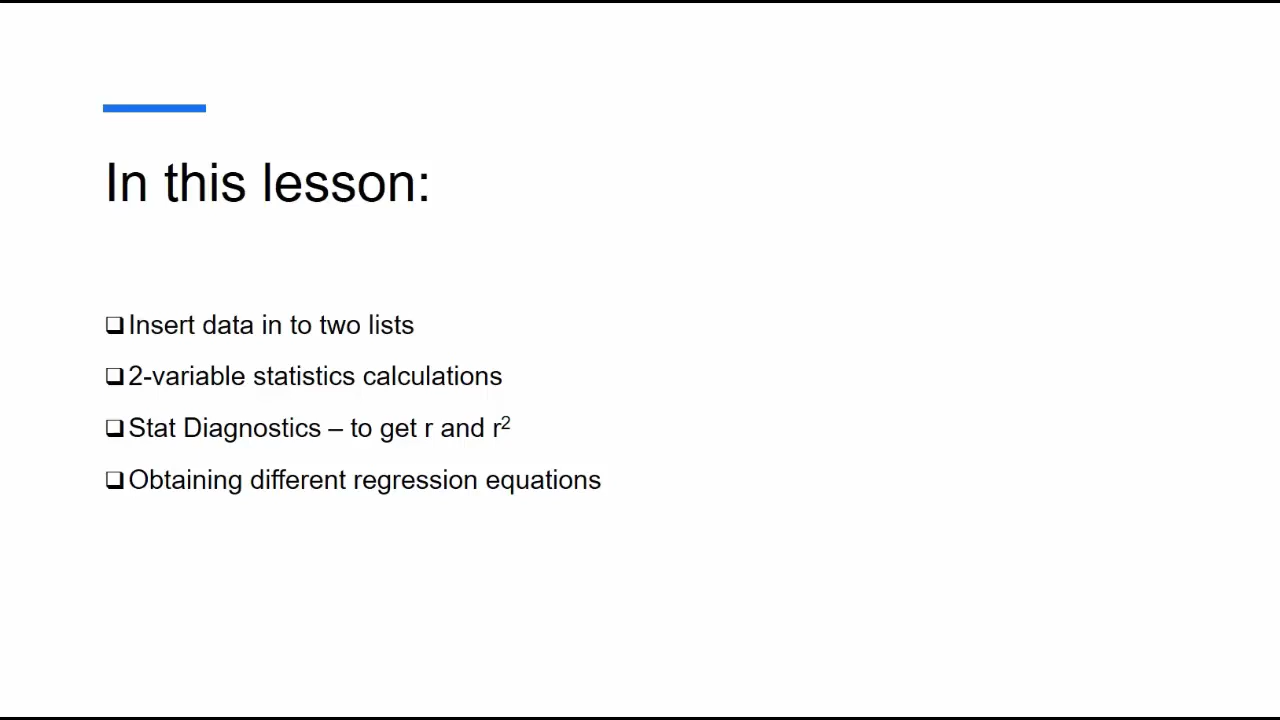 In this lesson:
❑Insert data in to two lists
❑2-variable statistics calculations
❑Stat Diagnostics – to get r and r²
❑Obtaining different regression equations